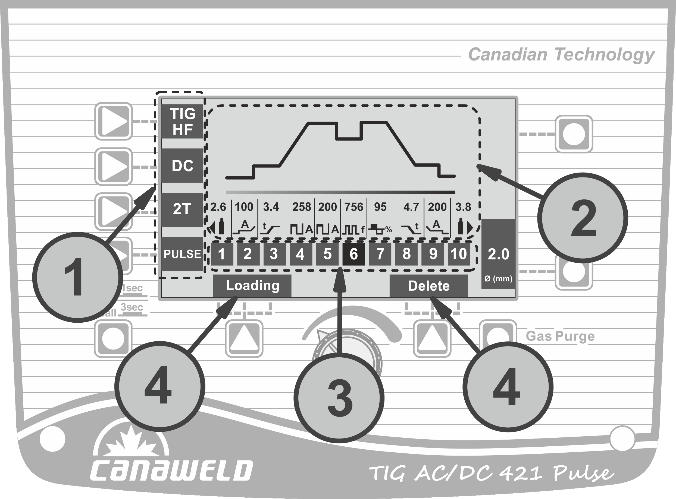 Canadian Technology
TIG
HF
DC
2T
PULSE
2.6 100 3.4 258 200 756 95 4.7 200 3.8
A t A A f % t A
1 2 3 4 5 6 7 8 9 10
2.0
Ø (mm)
Loading
Delete
1sec
3sec
Gas Purge
1
2
3
4
4
CANAWELD
TIG AC/DC 421 Pulse